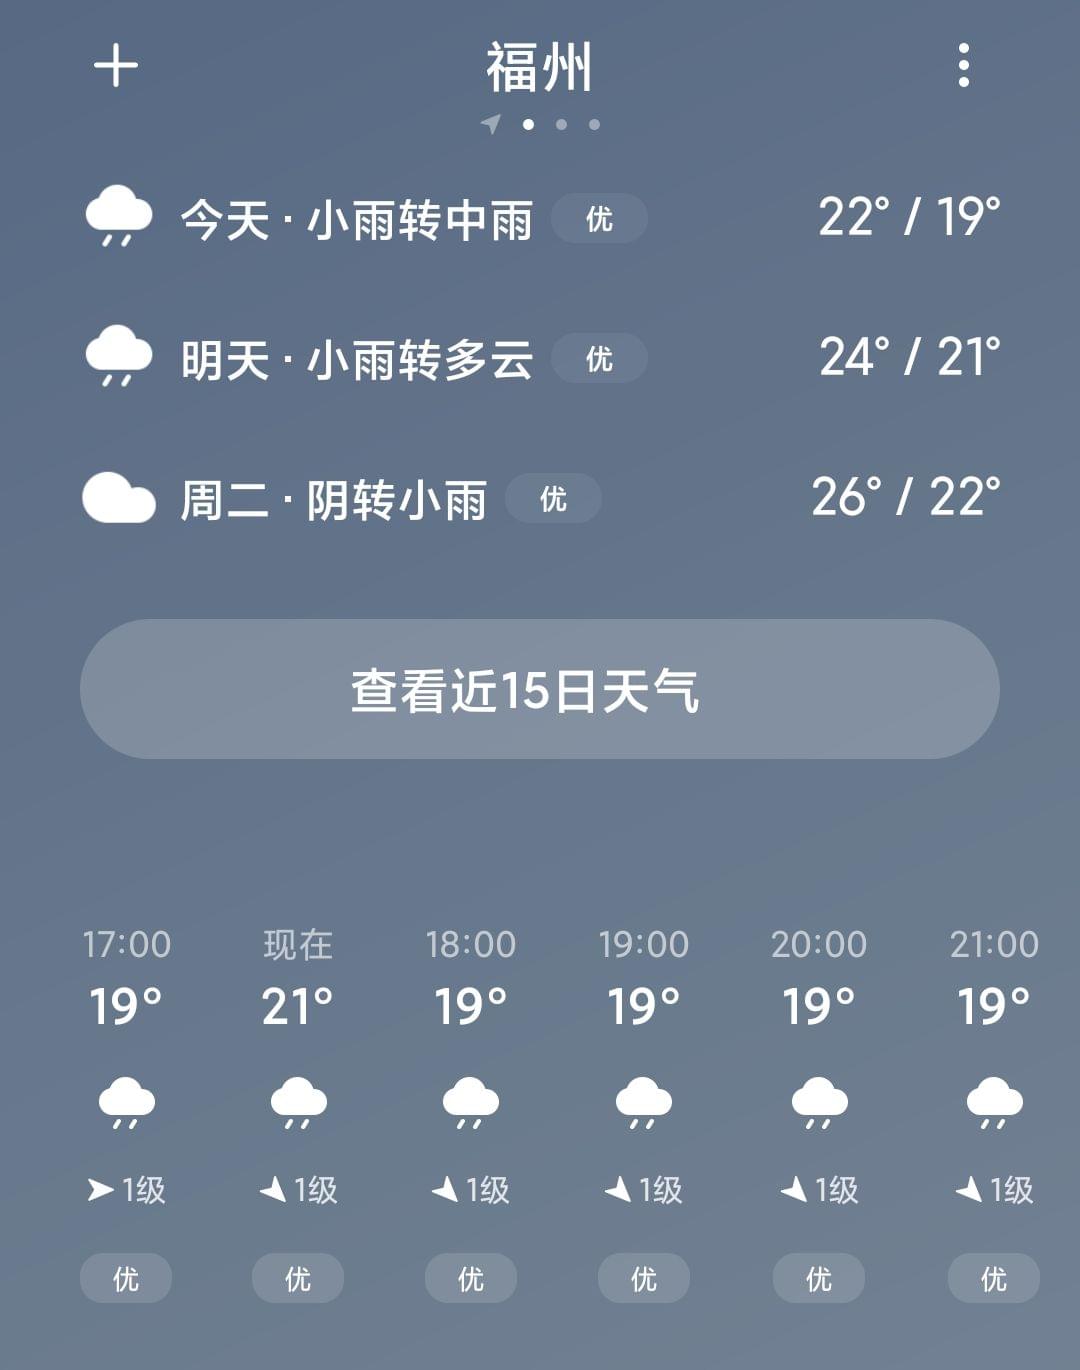 福州
今天 · 小雨转中雨 优 22° / 19°
明天 · 小雨转多云 优 24° / 21°
周二 · 阴转小雨 优 26° / 22°
查看近15日天气
17:00 现在 18:00 19:00 20:00 21:00
19° 21° 19° 19° 19° 19°
1级 1级 1级 1级 1级 1级
优 优 优 优 优 优